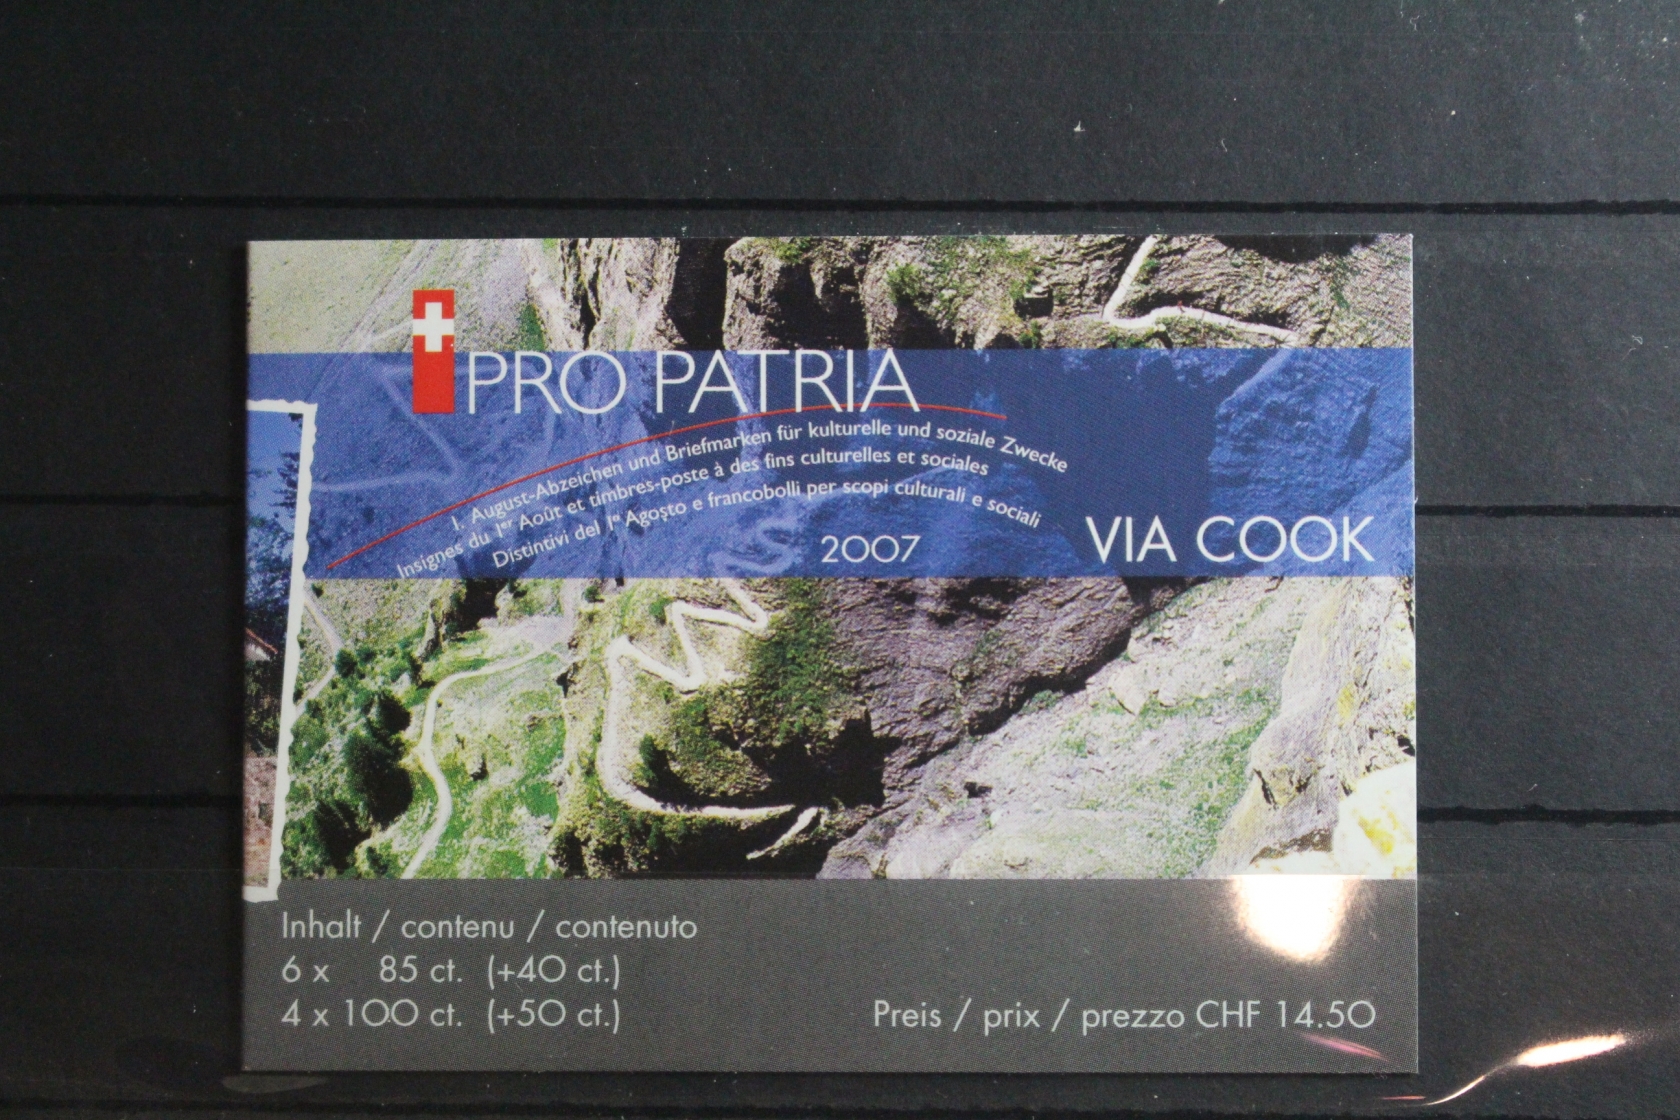 PRO PATRIA
1. August-Abzeichen und Briefmarken für kulturelle und soziale Zwecke
Insignes du 1er Août et timbres-poste à des fins culturelles et sociales
Distintivi del 1º Agosto e francobolli per scopi culturali e sociali
2007
VIA COOK
Inhalt / contenu / contenuto
6 x 85 ct. (+40 ct.)
4 x 100 ct. (+50 ct.)
Preis / prix / prezzo CHF 14.50